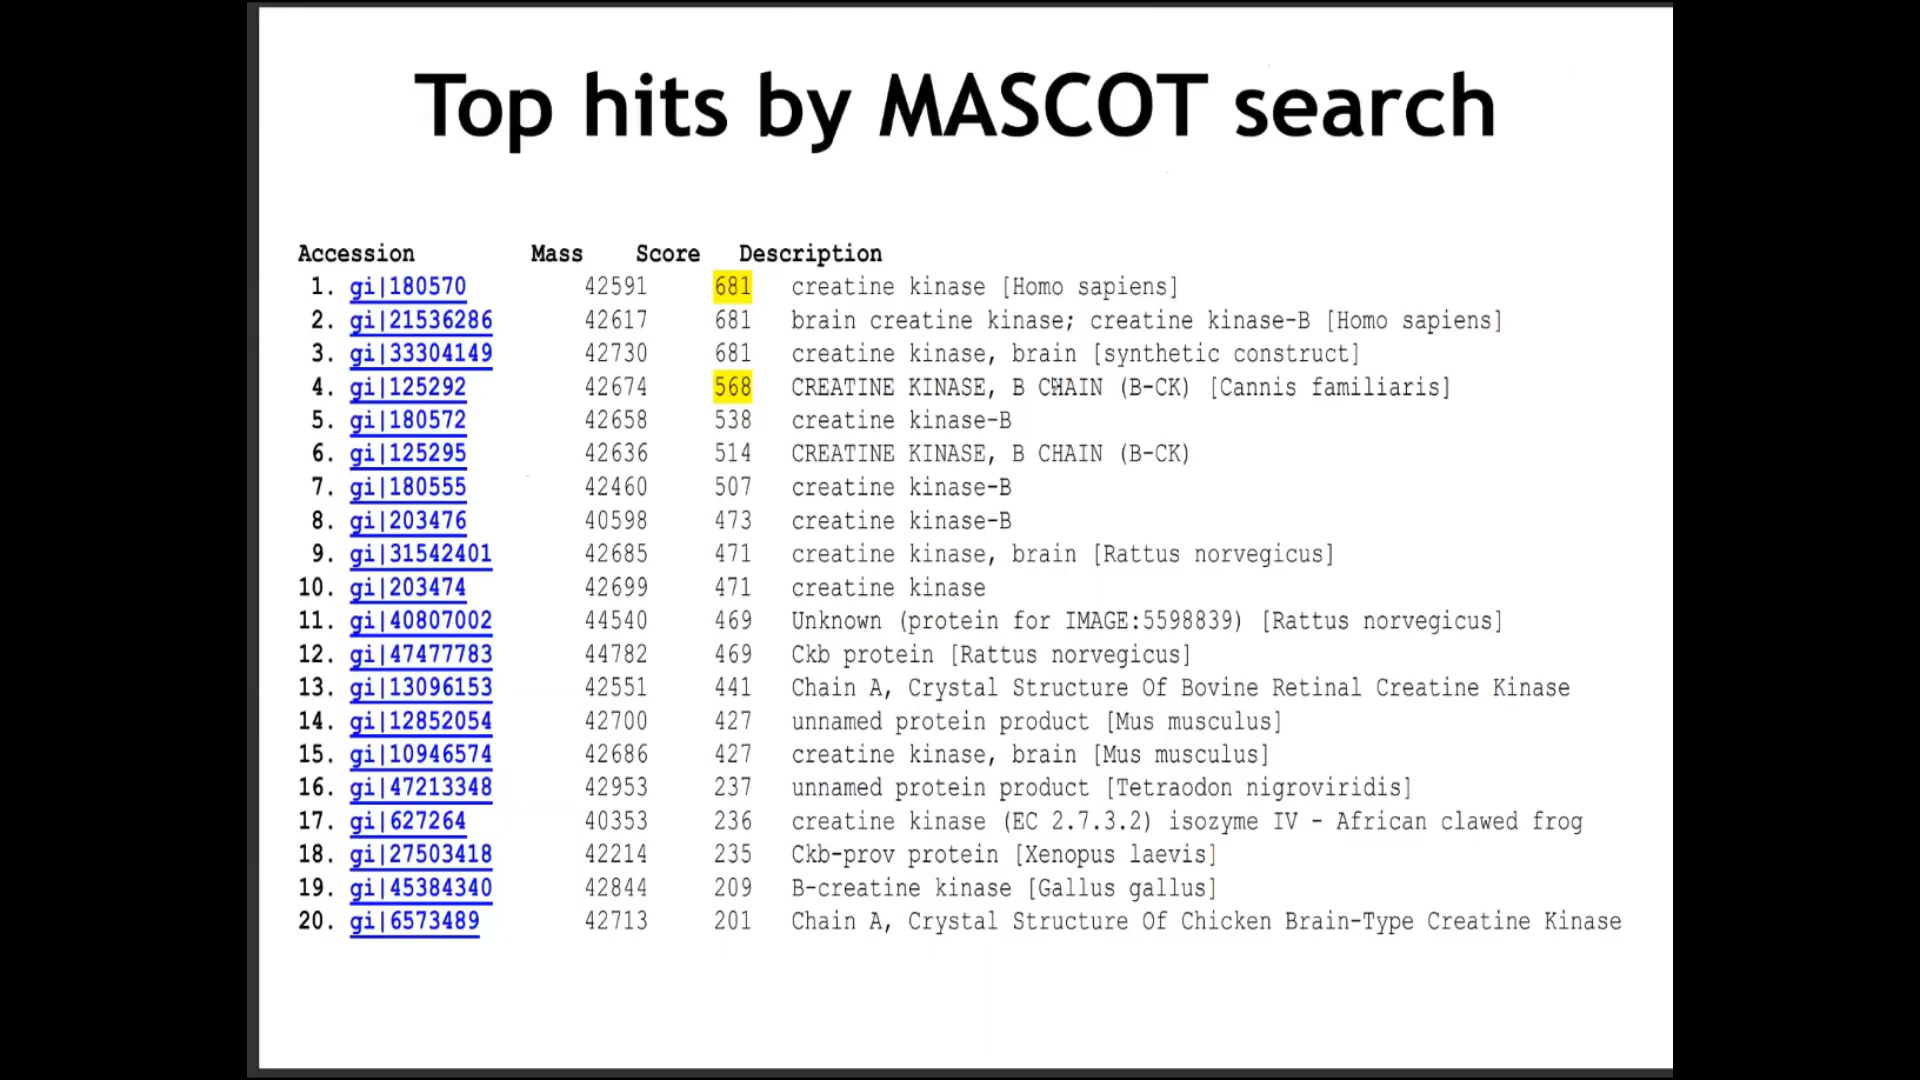 Top hits by MASCOT search
Accession Mass Score Description
1. gi|180570 42591 681 creatine kinase [Homo sapiens]
2. gi|21536286 42617 681 brain creatine kinase; creatine kinase-B [Homo sapiens]
3. gi|33304149 42730 681 creatine kinase, brain [synthetic construct]
4. gi|125292 42674 568 CREATINE KINASE, B CHAIN (B-CK) [Cannis familiaris]
5. gi|180572 42658 538 creatine kinase-B
6. gi|125295 42636 514 CREATINE KINASE, B CHAIN (B-CK)
7. gi|180555 42460 507 creatine kinase-B
8. gi|203476 40598 473 creatine kinase-B
9. gi|31542401 42685 471 creatine kinase, brain [Rattus norvegicus]
10. gi|203474 42699 471 creatine kinase
11. gi|40807002 44540 469 Unknown (protein for IMAGE:5598839) [Rattus norvegicus]
12. gi|47477783 44782 469 Ckb protein [Rattus norvegicus]
13. gi|13096153 42551 441 Chain A, Crystal Structure Of Bovine Retinal Creatine Kinase
14. gi|12852054 42700 427 unnamed protein product [Mus musculus]
15. gi|10946574 42686 427 creatine kinase, brain [Mus musculus]
16. gi|47213348 42953 237 unnamed protein product [Tetraodon nigroviridis]
17. gi|627264 40353 236 creatine kinase (EC 2.7.3.2) isozyme IV - African clawed frog
18. gi|27503418 42214 235 Ckb-prov protein [Xenopus laevis]
19. gi|45384340 42844 209 B-creatine kinase [Gallus gallus]
20. gi|6573489 42713 201 Chain A, Crystal Structure Of Chicken Brain-Type Creatine Kinase